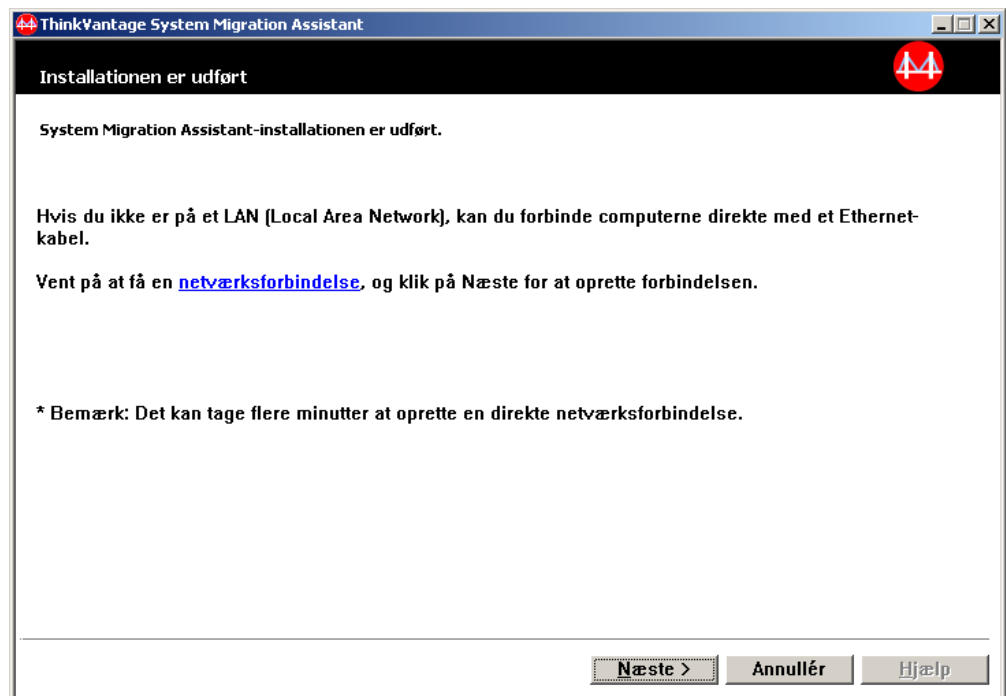 ThinkVantage System Migration Assistant
Installationen er udført
System Migration Assistant-installationen er udført.
Hvis du ikke er på et LAN (Local Area Network), kan du forbinde computerne direkte med et Ethernet-
kabel.
Vent på at få en netværksforbindelse, og klik på Næste for at oprette forbindelsen.
* Bemærk: Det kan tage flere minutter at oprette en direkte netværksforbindelse.
Næste > Annullér Hjælp